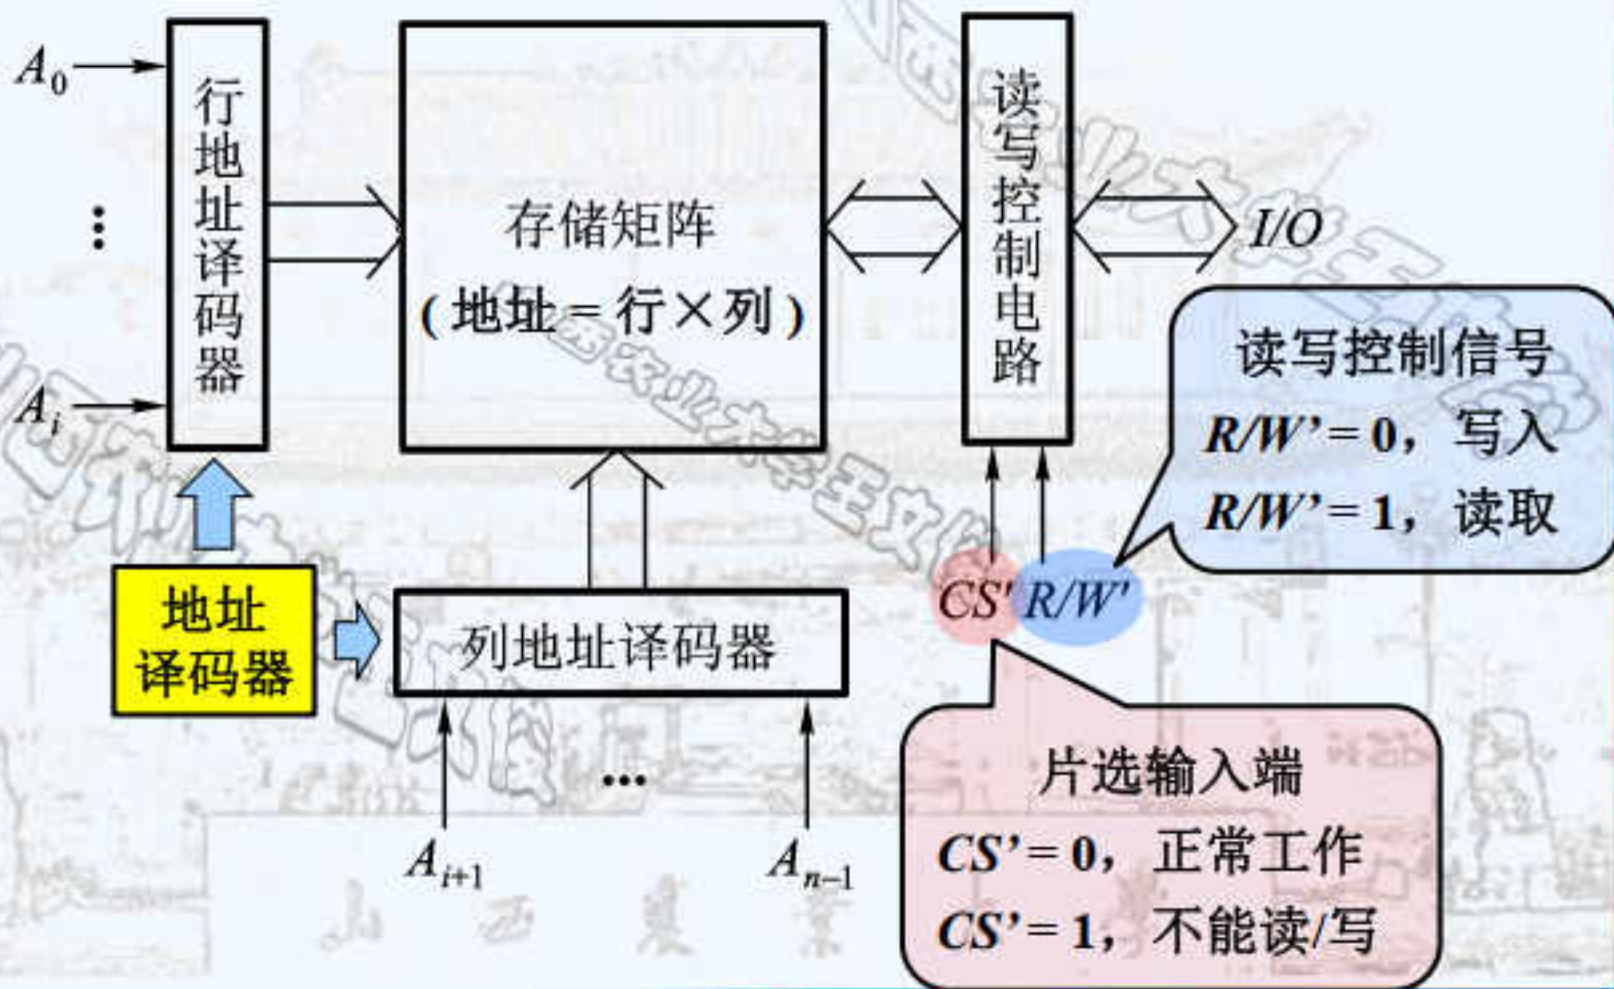 A0
行地址译码器
⋮
Ai
存储矩阵
(地址=行×列)
读写控制电路
I/O
读写控制信号
R/W’= 0，写入
R/W’= 1，读取
CS' R/W'
地址
译码器
列地址译码器
...
Ai+1
An−1
片选输入端
CS’= 0，正常工作
CS’= 1，不能读/写